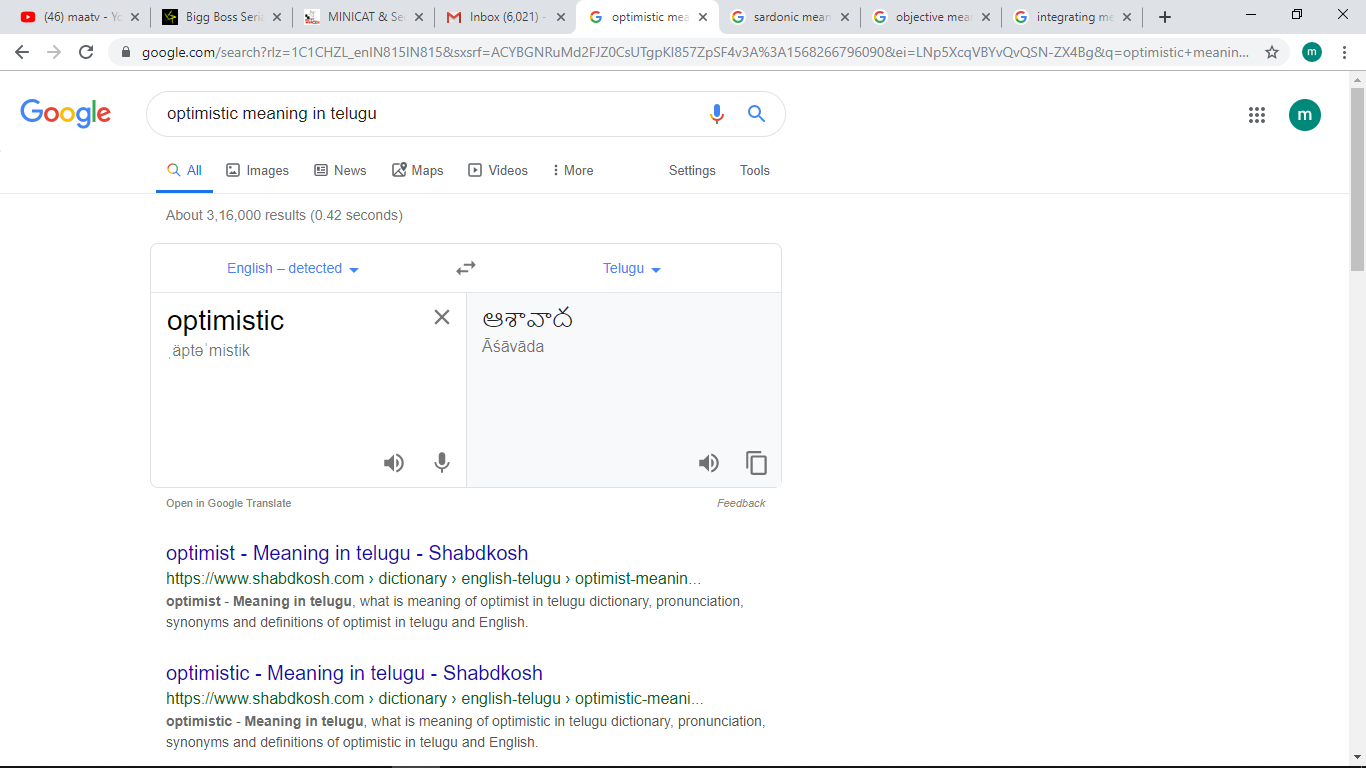 (46) maatv - Yo
Bigg Boss Seria
MINICAT & Se
Inbox (6,021) -
optimistic mea
sardonic mean
objective mean
integrating me
google.com/search?rlz=1C1CHZL_enIN815IN815&sxsrf=ACYBGNRuMd2FJZ0CsUTgpKI857ZpSF4v3A%3A1568266796090&ei=LNp5XcqVBYvQvQSN-ZX4Bg&q=optimistic+meanin...
m
Google
optimistic meaning in telugu
m
All Images News Maps Videos More Settings Tools
About 3,16,000 results (0.42 seconds)
English – detected Telugu
optimistic
ˌäptəˈmistik
ఆశావాద
Āśāvāda
Open in Google Translate Feedback
optimist - Meaning in telugu - Shabdkosh
https://www.shabdkosh.com › dictionary › english-telugu › optimist-meanin...
optimist - Meaning in telugu, what is meaning of optimist in telugu dictionary, pronunciation,
synonyms and definitions of optimist in telugu and English.
optimistic - Meaning in telugu - Shabdkosh
https://www.shabdkosh.com › dictionary › english-telugu › optimistic-meani...
optimistic - Meaning in telugu, what is meaning of optimistic in telugu dictionary, pronunciation,
synonyms and definitions of optimistic in telugu and English.